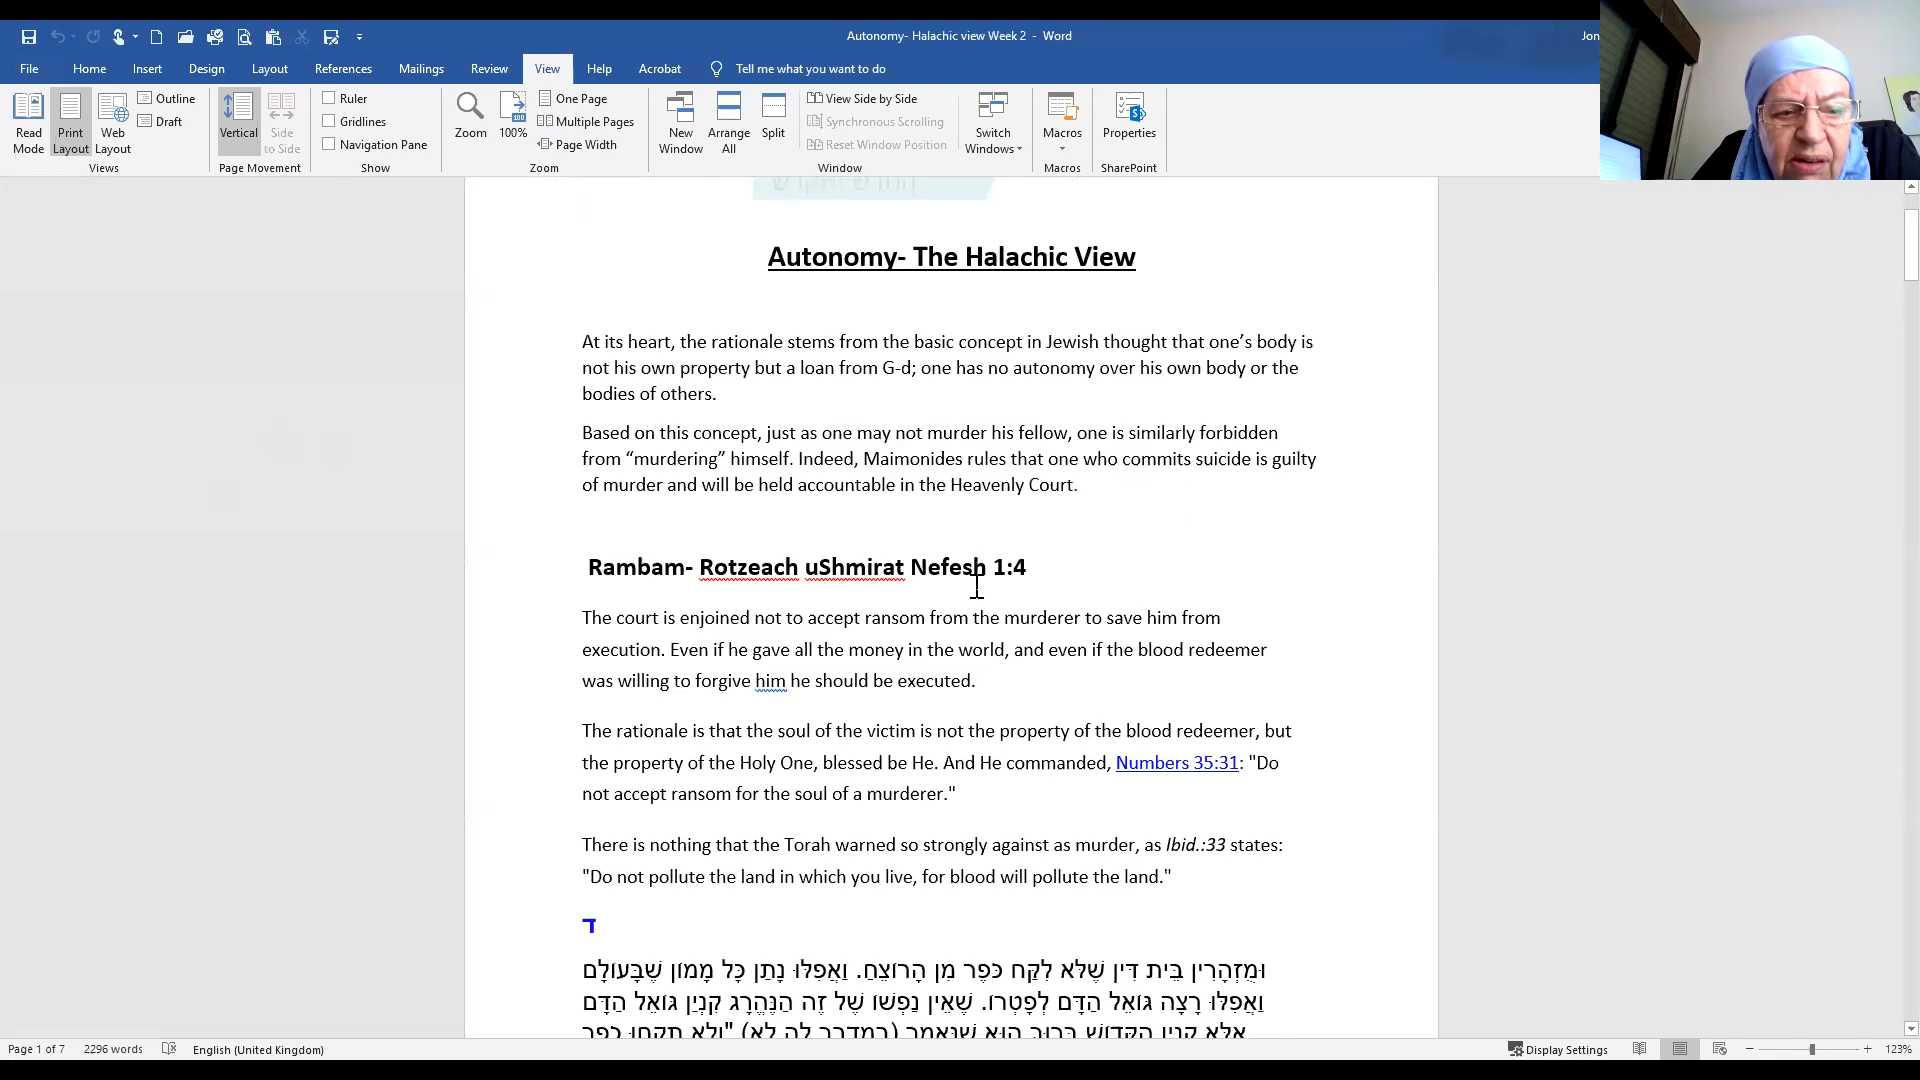 Autonomy- Halachic view Week 2 - Word
Jon
File Home Insert Design Layout References Mailings Review View Help Acrobat Tell me what you want to do
Read Mode
Print Layout
Web Layout
Outline
Draft
Views
Vertical
Side to Side
Page Movement
Ruler
Gridlines
Navigation Pane
Show
Zoom
100%
One Page
Multiple Pages
Page Width
Zoom
New Window
Arrange All
Split
View Side by Side
Synchronous Scrolling
Reset Window Position
Window
Switch Windows
Macros
Macros
Properties
SharePoint
Autonomy- The Halachic View
At its heart, the rationale stems from the basic concept in Jewish thought that one’s body is
not his own property but a loan from G-d; one has no autonomy over his own body or the
bodies of others.
Based on this concept, just as one may not murder his fellow, one is similarly forbidden
from “murdering” himself. Indeed, Maimonides rules that one who commits suicide is guilty
of murder and will be held accountable in the Heavenly Court.
Rambam- Rotzeach uShmirat Nefesh 1:4
The court is enjoined not to accept ransom from the murderer to save him from
execution. Even if he gave all the money in the world, and even if the blood redeemer
was willing to forgive him he should be executed.
The rationale is that the soul of the victim is not the property of the blood redeemer, but
the property of the Holy One, blessed be He. And He commanded, Numbers 35:31: "Do
not accept ransom for the soul of a murderer."
There is nothing that the Torah warned so strongly against as murder, as Ibid.:33 states:
"Do not pollute the land in which you live, for blood will pollute the land."
ד
וּמֻזְהָרִין בֵּית דִּין שֶׁלֹּא לִקַּח כֹּפֶר מִן הָרוֹצֵחַ. וַאֲפִלּוּ נָתַן כָּל מָמוֹן שֶׁבָּעוֹלָם
וַאֲפִלּוּ רָצָה גּוֹאֵל הַדָּם לְפָטְרוֹ. שֶׁאֵין נַפְשׁוֹ שֶׁל זֶה הַנֶּהֱרָג קִנְיַן גּוֹאֵל הַדָּם
אֶלָּא קִנְיַן הַקָּדוֹשׁ בָּרוּךְ הוּא שֶׁנֶּאֱמַר (במדבר לה לא) "וְלֹא תִקְחוּ כֹפֶר
Page 1 of 7 2296 words English (United Kingdom) Display Settings 123%